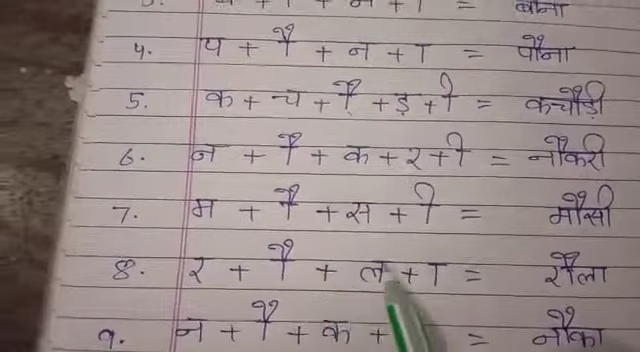 4. प + ौ + न + ा = पौना
5. क + च + ौ + ड़ + ी = कचौड़ी
6. न + ौ + क + र + ी = नौकरी
7. म + ौ + स + ी = मौसी
8. र + ौ + ल + ा = रौला
9. न + ौ + क + = नौका